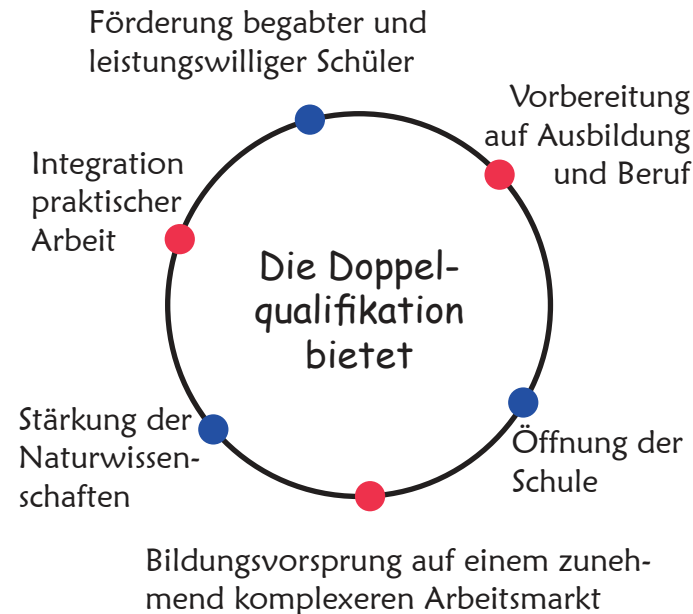 Förderung begabter und
leistungswilliger Schüler
Vorbereitung
auf Ausbildung
und Beruf
Integration
praktischer
Arbeit
Die Doppel-
qualifikation
bietet
Stärkung der
Naturwissen-
schaften
Öffnung der
Schule
Bildungsvorsprung auf einem zuneh-
mend komplexeren Arbeitsmarkt